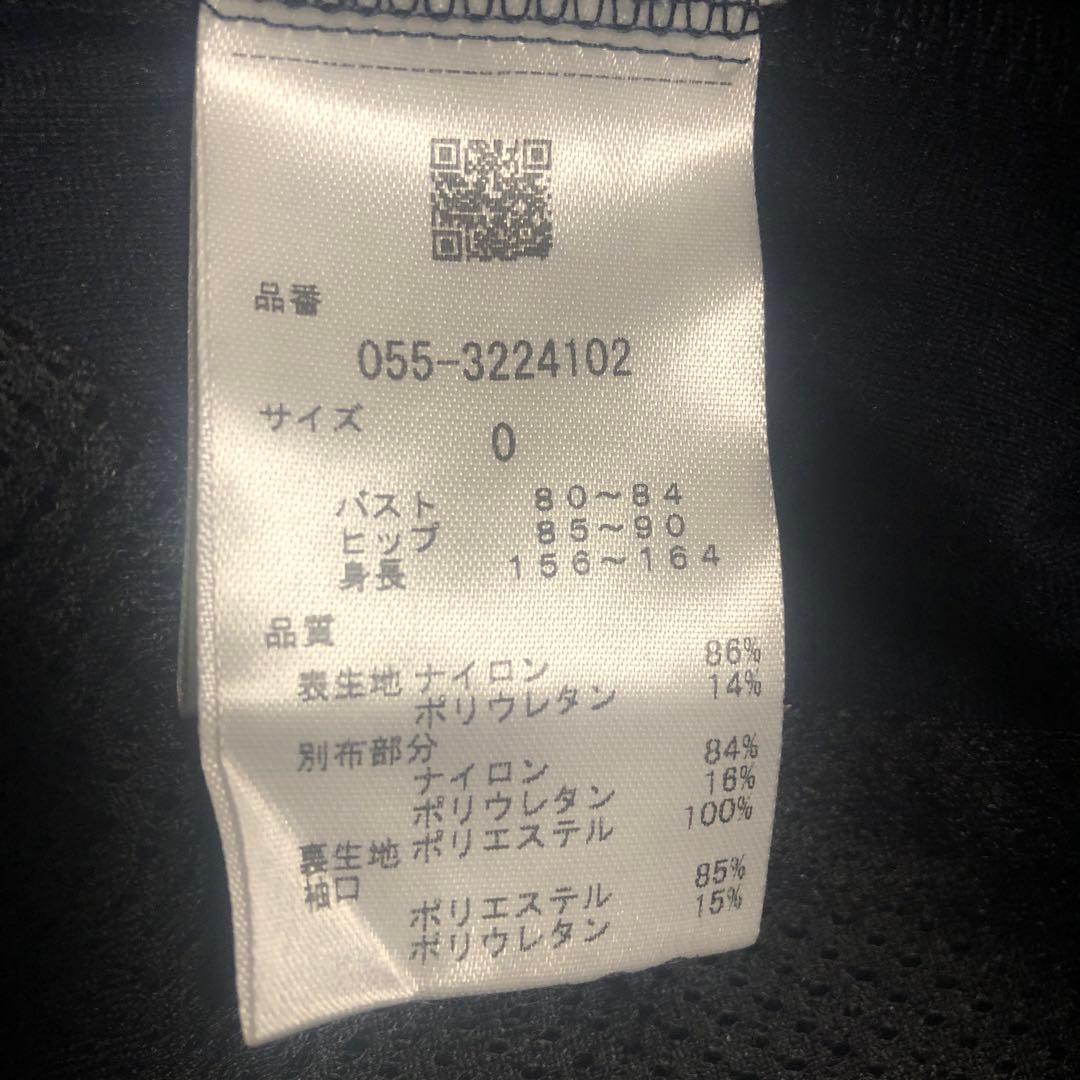 品番
055-3224102
サイズ
0
バスト 80~84
ヒップ 85~90
身長 156~164
品質
表生地 ナイロン 86%
ポリウレタン 14%
別布部分
ナイロン 84%
ポリウレタン 16%
裏生地 ポリエステル 100%
袖口
ポリエステル 85%
ポリウレタン 15%